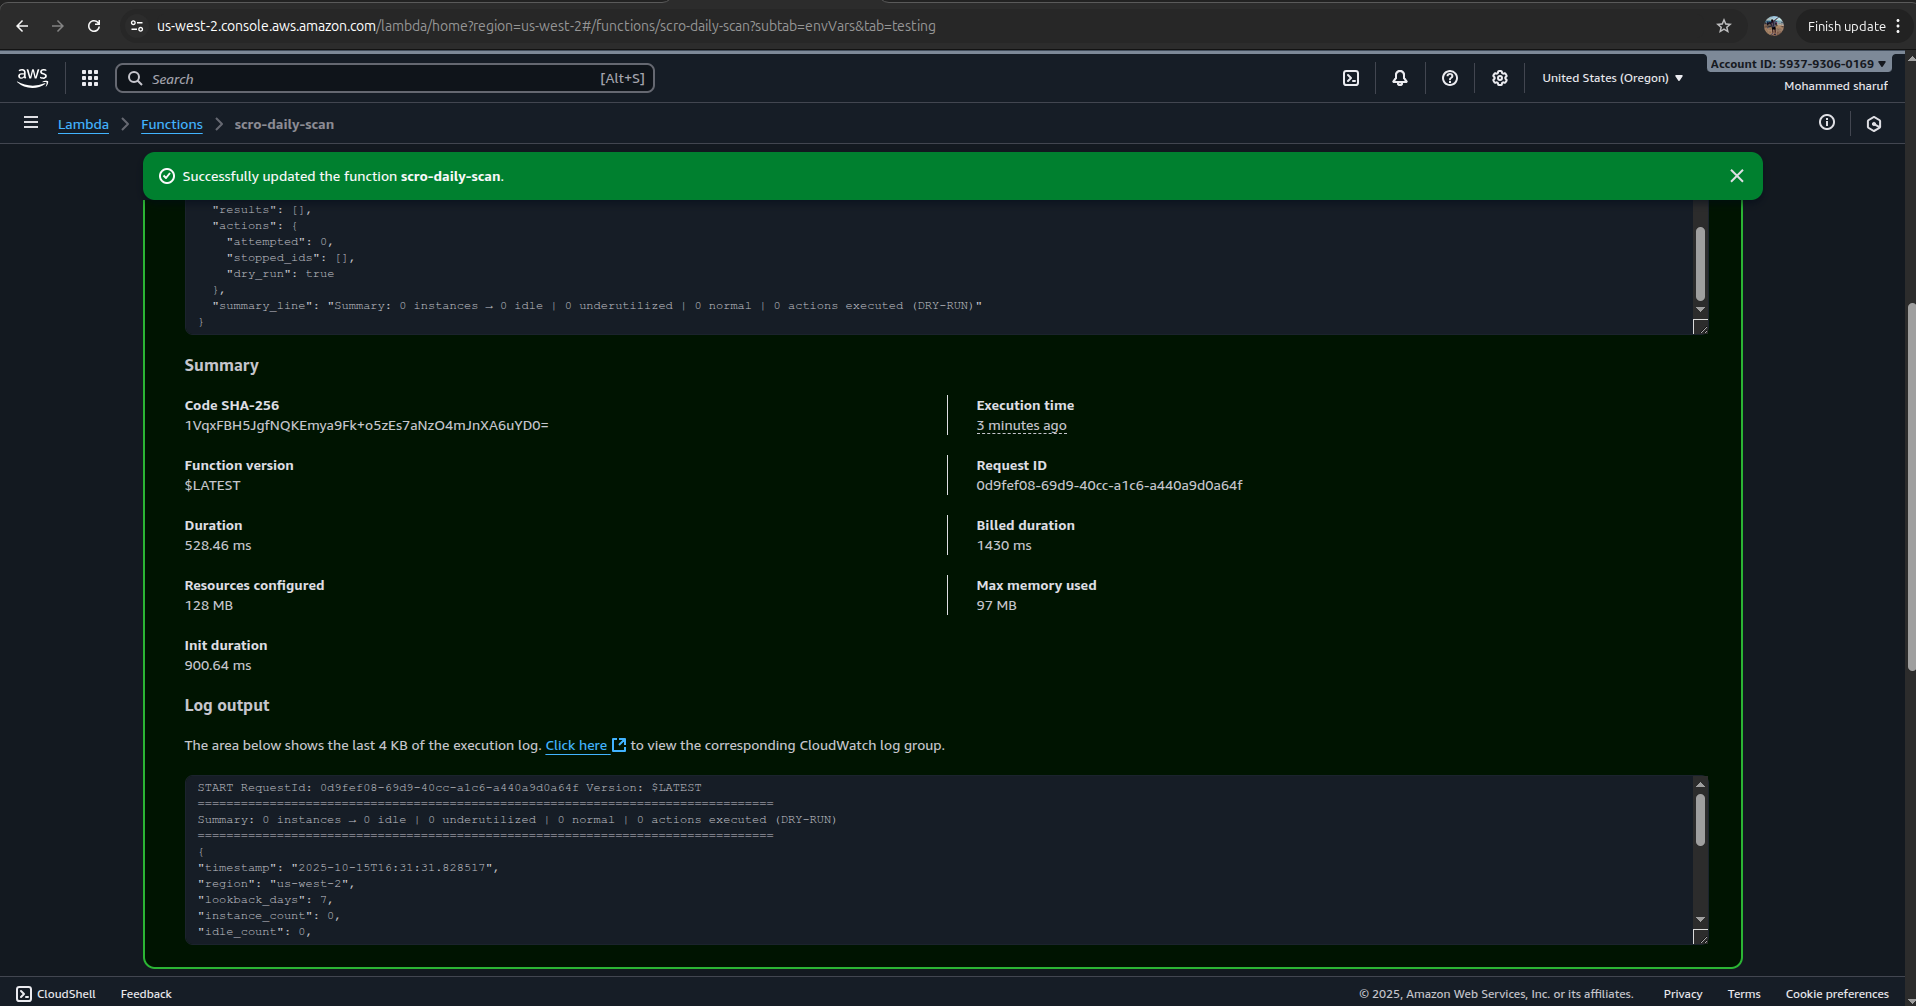 us-west-2.console.aws.amazon.com/lambda/home?region=us-west-2#/functions/scro-daily-scan?subtab=envVars&tab=testing
Finish update
aws
Search
[Alt+S]
United States (Oregon)
Account ID: 5937-9306-0169
Mohammed sharuf
Lambda
Functions
scro-daily-scan
Successfully updated the function scro-daily-scan.
"results": [],
"actions": {
"attempted": 0,
"stopped_ids": [],
"dry_run": true
},
"summary_line": "Summary: 0 instances → 0 idle | 0 underutilized | 0 normal | 0 actions executed (DRY-RUN)"
}
Summary
Code SHA-256
1VqxFBH5JgfNQKEmya9Fk+o5zEs7aNzO4mJnXA6uYD0=
Execution time
3 minutes ago
Function version
$LATEST
Request ID
0d9fef08-69d9-40cc-a1c6-a440a9d0a64f
Duration
528.46 ms
Billed duration
1430 ms
Resources configured
128 MB
Max memory used
97 MB
Init duration
900.64 ms
Log output
The area below shows the last 4 KB of the execution log. Click here to view the corresponding CloudWatch log group.
START RequestId: 0d9fef08-69d9-40cc-a1c6-a440a9d0a64f Version: $LATEST
================================================================================
Summary: 0 instances → 0 idle | 0 underutilized | 0 normal | 0 actions executed (DRY-RUN)
================================================================================
{
"timestamp": "2025-10-15T16:31:31.828517",
"region": "us-west-2",
"lookback_days": 7,
"instance_count": 0,
"idle_count": 0,
CloudShell
Feedback
© 2025, Amazon Web Services, Inc. or its affiliates.
Privacy
Terms
Cookie preferences